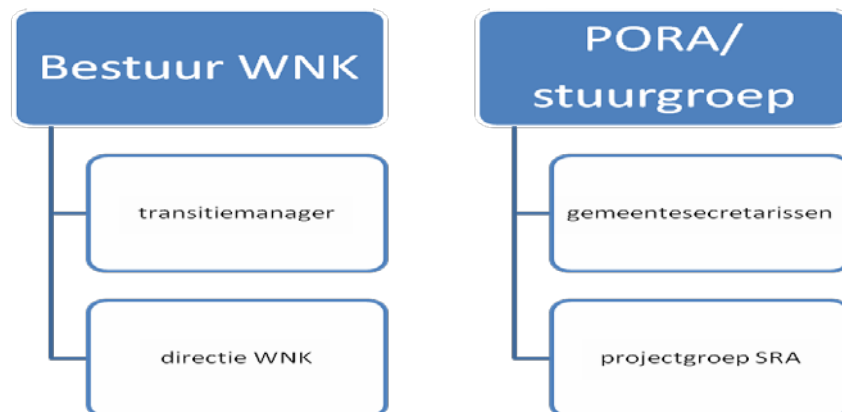 Bestuur WNK
transitiemanager
directie WNK
PORA/
stuurgroep
gemeentesecretarissen
projectgroep SRA